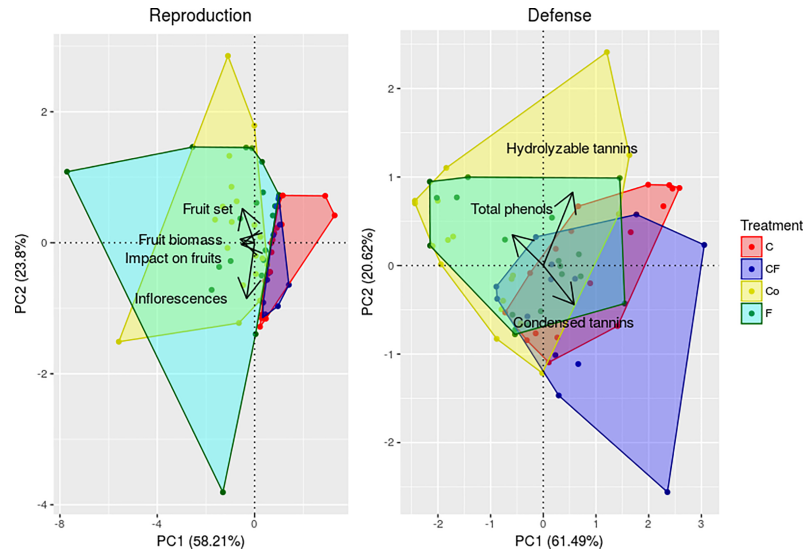 Reproduction
Defense
2
0
-2
-4
PC2 (23.8%)
Fruit set
Fruit biomass
Impact on fruits
Inflorescences
-8
-4
0
PC1 (58.21%)
2
1
0
-1
-2
PC2 (20.62%)
Hydrolyzable tannins
Total phenols
Condensed tannins
-2
-1
0
1
2
3
PC1 (61.49%)
Treatment
C
CF
Co
F